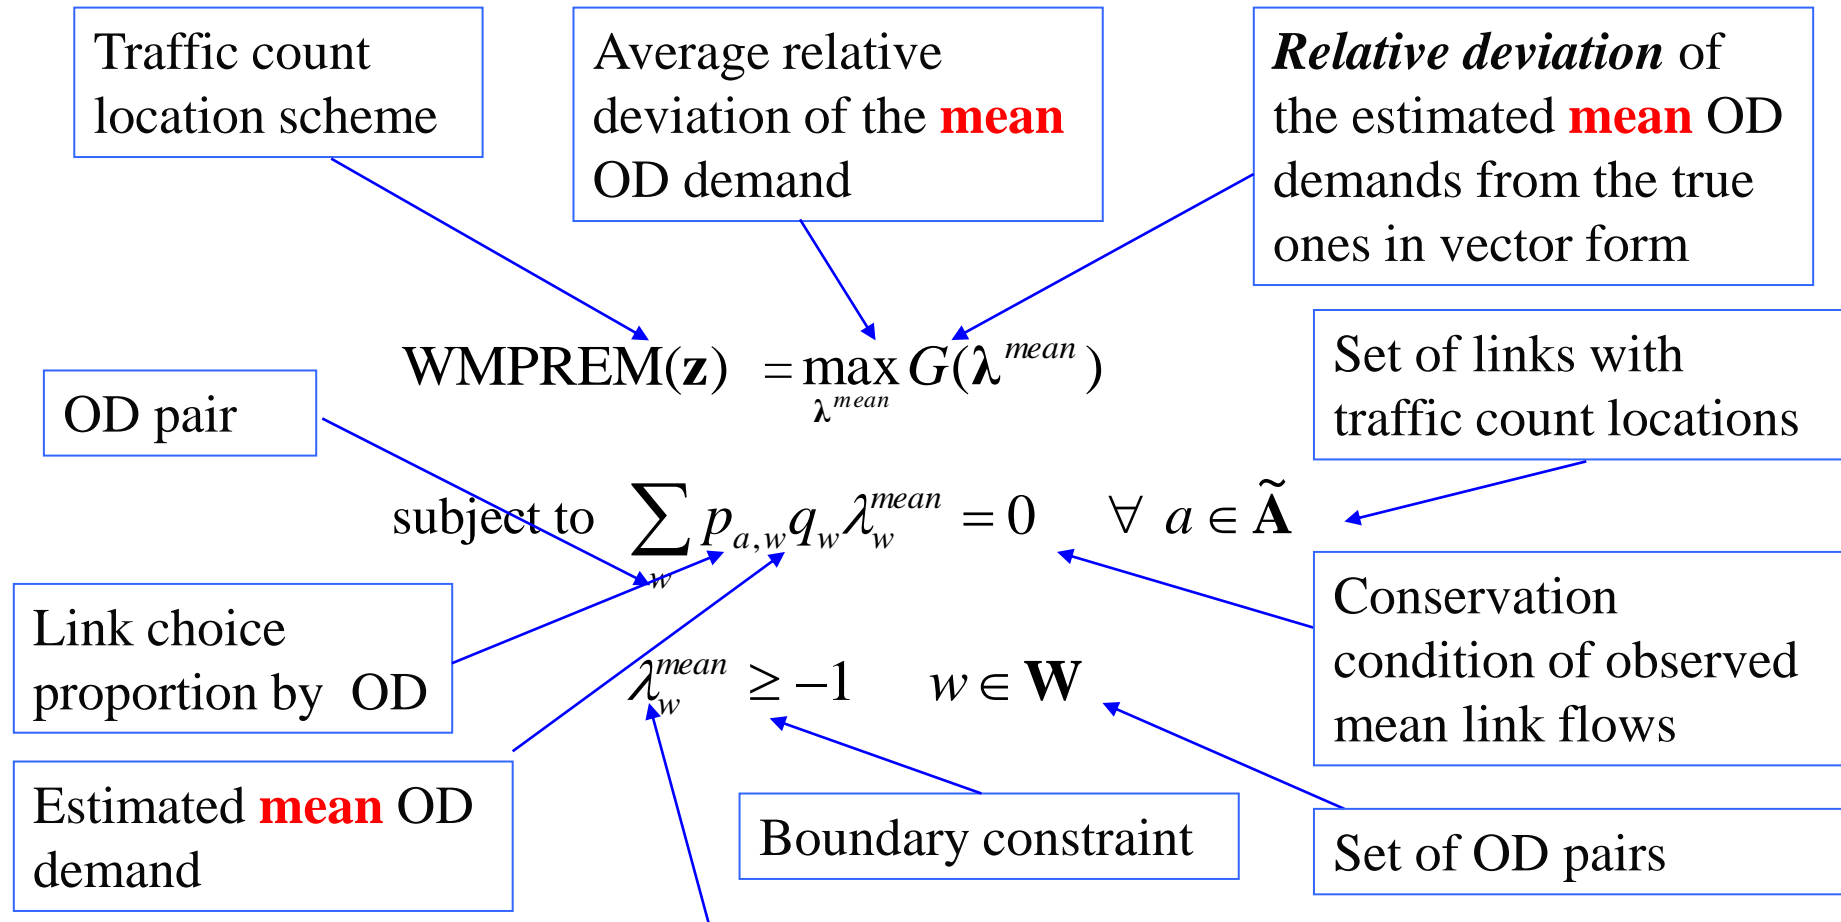 Traffic count
location scheme
Average relative
deviation of the mean
OD demand
Relative deviation of
the estimated mean OD
demands from the true
ones in vector form
WMPREM(z) = max G(λ^mean)
λ^mean
OD pair
Set of links with
traffic count locations
subject to ∑ p_{a,w} q_w λ_w^mean = 0 ∀ a ∈ Ã
w
Link choice
proportion by OD
Conservation
condition of observed
mean link flows
λ_w^mean ≥ −1 w ∈ W
Estimated mean OD
demand
Boundary constraint
Set of OD pairs